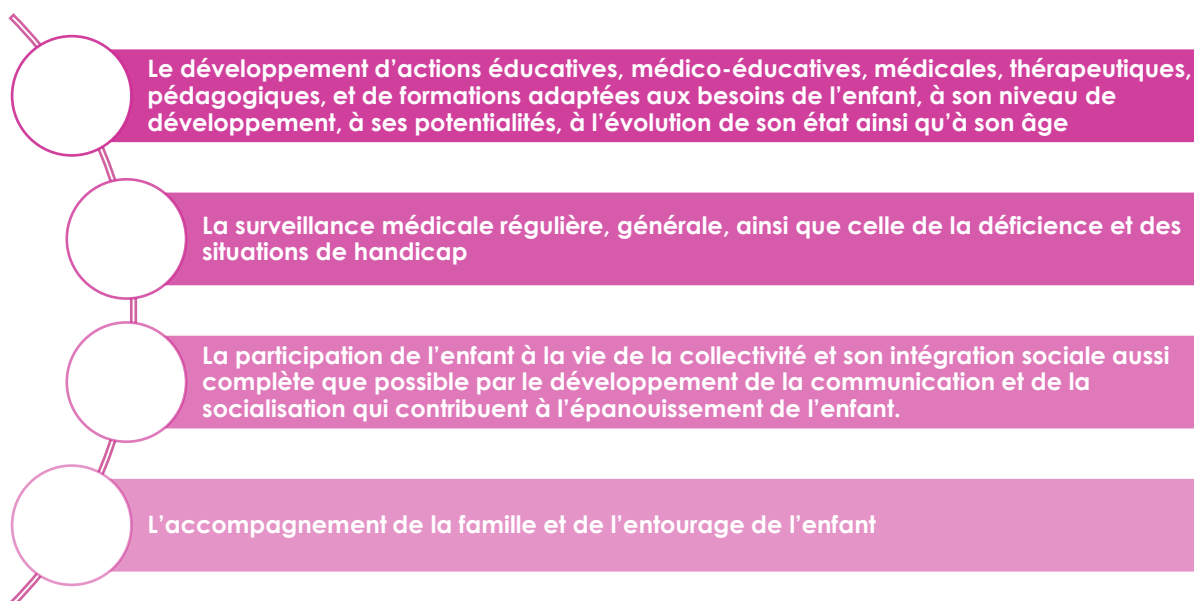 Le développement d’actions éducatives, médico-éducatives, médicales, thérapeutiques,
pédagogiques, et de formations adaptées aux besoins de l’enfant, à son niveau de
développement, à ses potentialités, à l’évolution de son état ainsi qu’à son âge
La surveillance médicale régulière, générale, ainsi que celle de la déficience et des
situations de handicap
La participation de l’enfant à la vie de la collectivité et son intégration sociale aussi
complète que possible par le développement de la communication et de la
socialisation qui contribuent à l’épanouissement de l’enfant.
L’accompagnement de la famille et de l’entourage de l’enfant